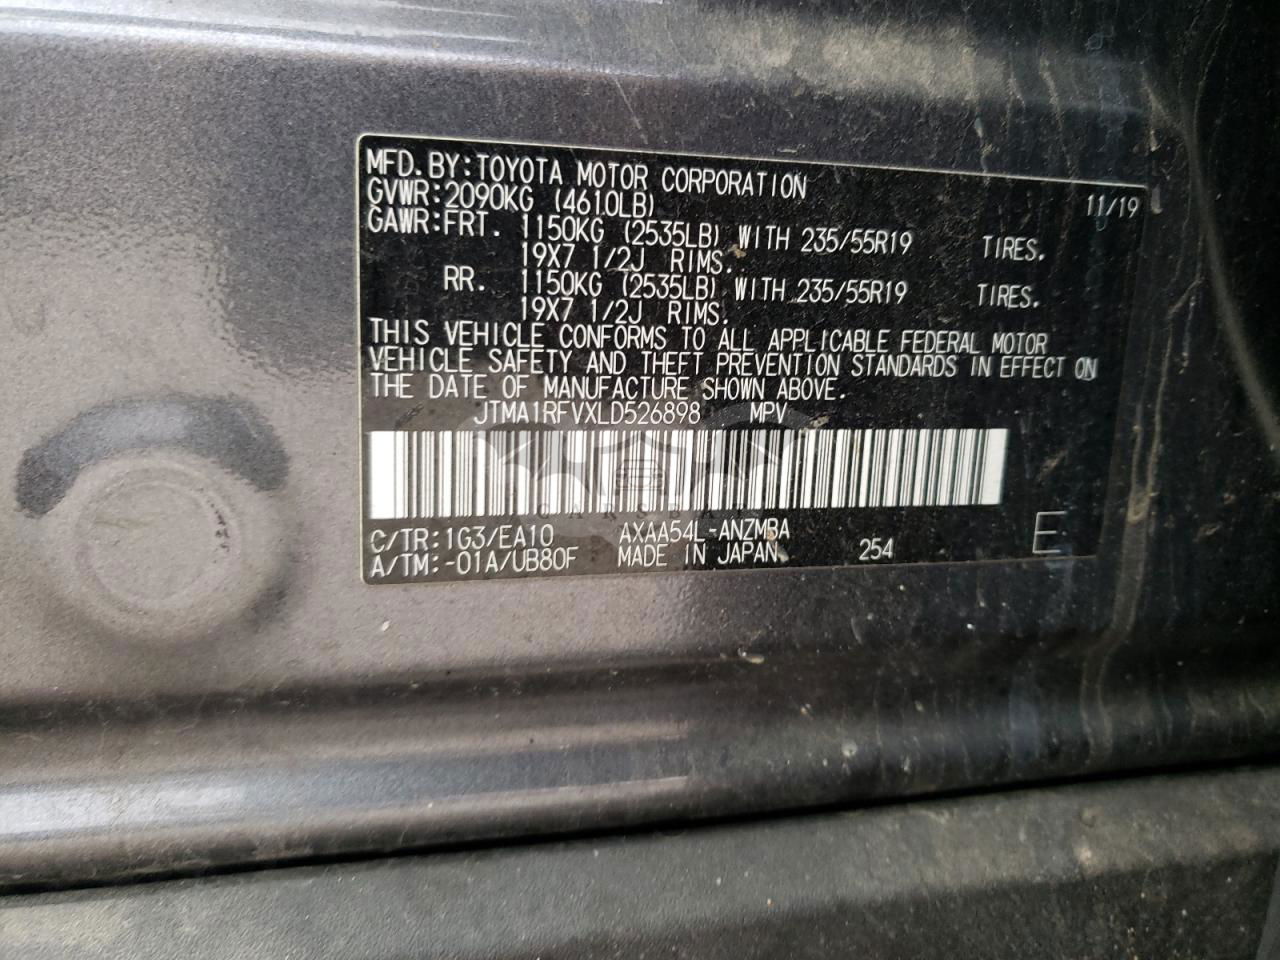 MFD. BY: TOYOTA MOTOR CORPORATION 11/19
GVWR: 2090KG (4610LB)
GAWR: FRT. 1150KG (2535LB) WITH 235/55R19 TIRES.
19X7 1/2J RIMS.
RR. 1150KG (2535LB) WITH 235/55R19 TIRES.
19X7 1/2J RIMS.
THIS VEHICLE CONFORMS TO ALL APPLICABLE FEDERAL MOTOR
VEHICLE SAFETY AND THEFT PREVENTION STANDARDS IN EFFECT ON
THE DATE OF MANUFACTURE SHOWN ABOVE.
JTMA1RFVXLD526898 MPV
C/TR: 1G3/EA10 AXAA54L-ANZMBA
A/TM: -01A/UB80F MADE IN JAPAN 254 E